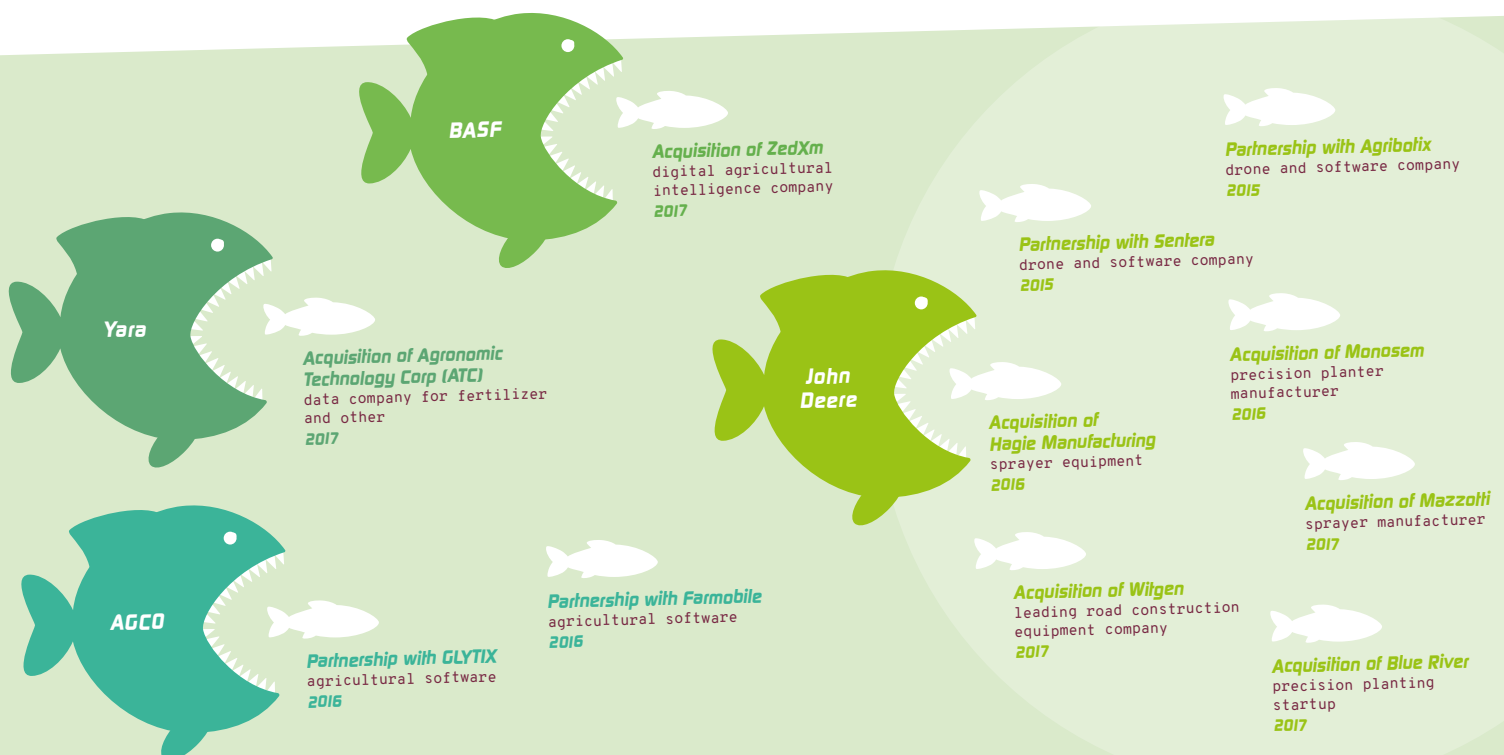 BASF
Acquisition of ZedXm
digital agricultural
intelligence company
2017
Yara
Acquisition of Agronomic
Technology Corp (ATC)
data company for fertilizer
and other
2017
AGCO
Partnership with GLYTIX
agricultural software
2016
Partnership with Farmobile
agricultural software
2016
John
Deere
Partnership with Agribotix
drone and software company
2015
Partnership with Sentera
drone and software company
2015
Acquisition of Monosem
precision planter
manufacturer
2016
Acquisition of
Hagie Manufacturing
sprayer equipment
2016
Acquisition of Mazzotti
sprayer manufacturer
2017
Acquisition of Witgen
leading road construction
equipment company
2017
Acquisition of Blue River
precision planting
startup
2017